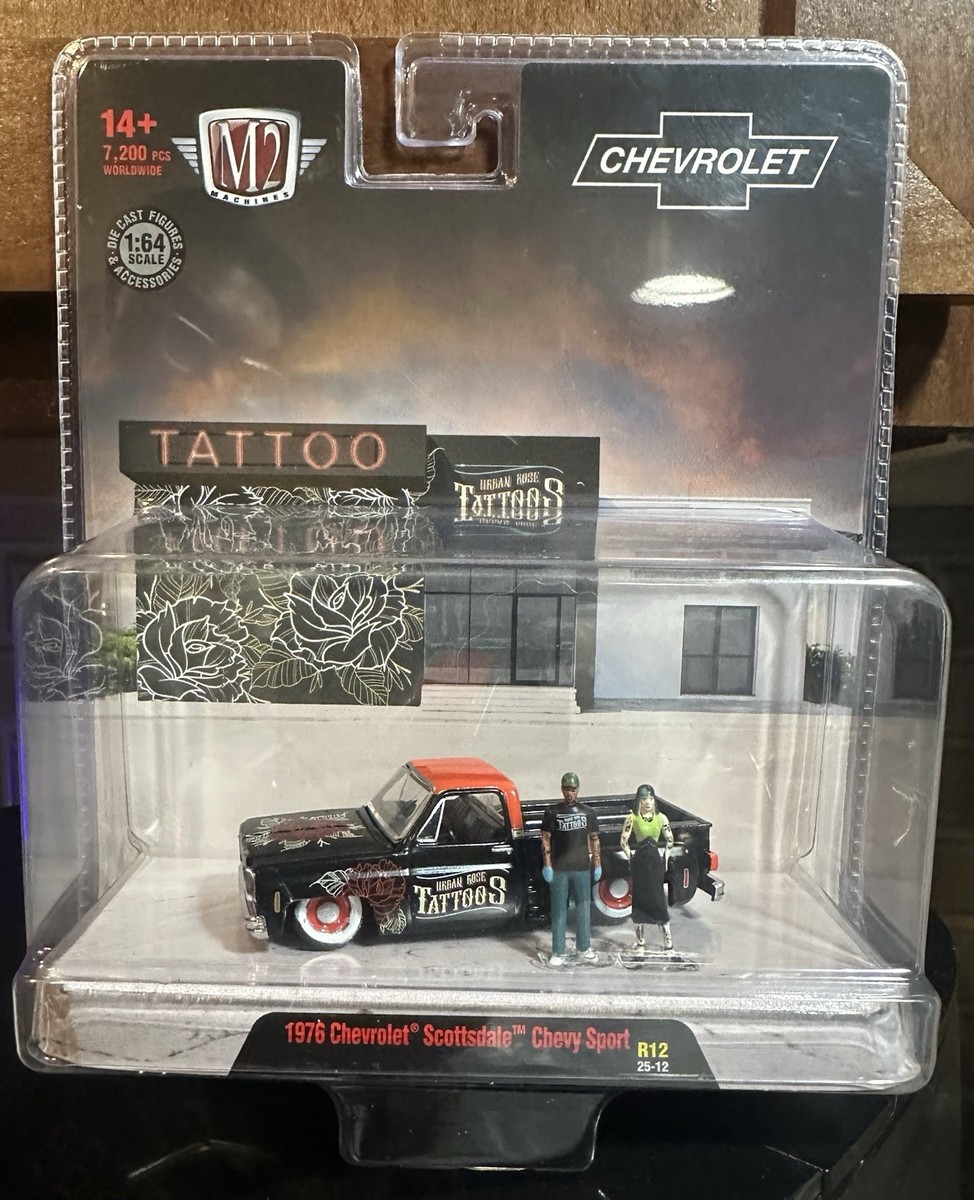 14+
7,200 PCS
WORLDWIDE
M2
MACHINES
CHEVROLET
DIE CAST FIGURES
1:64
SCALE
& ACCESSORIES
TATTOO
URBAN ROSE
TATTOOS
URBAN ROSE
TATTOOS
TATTOOS
1976 Chevrolet® Scottsdale™ Chevy Sport
R12
25-12